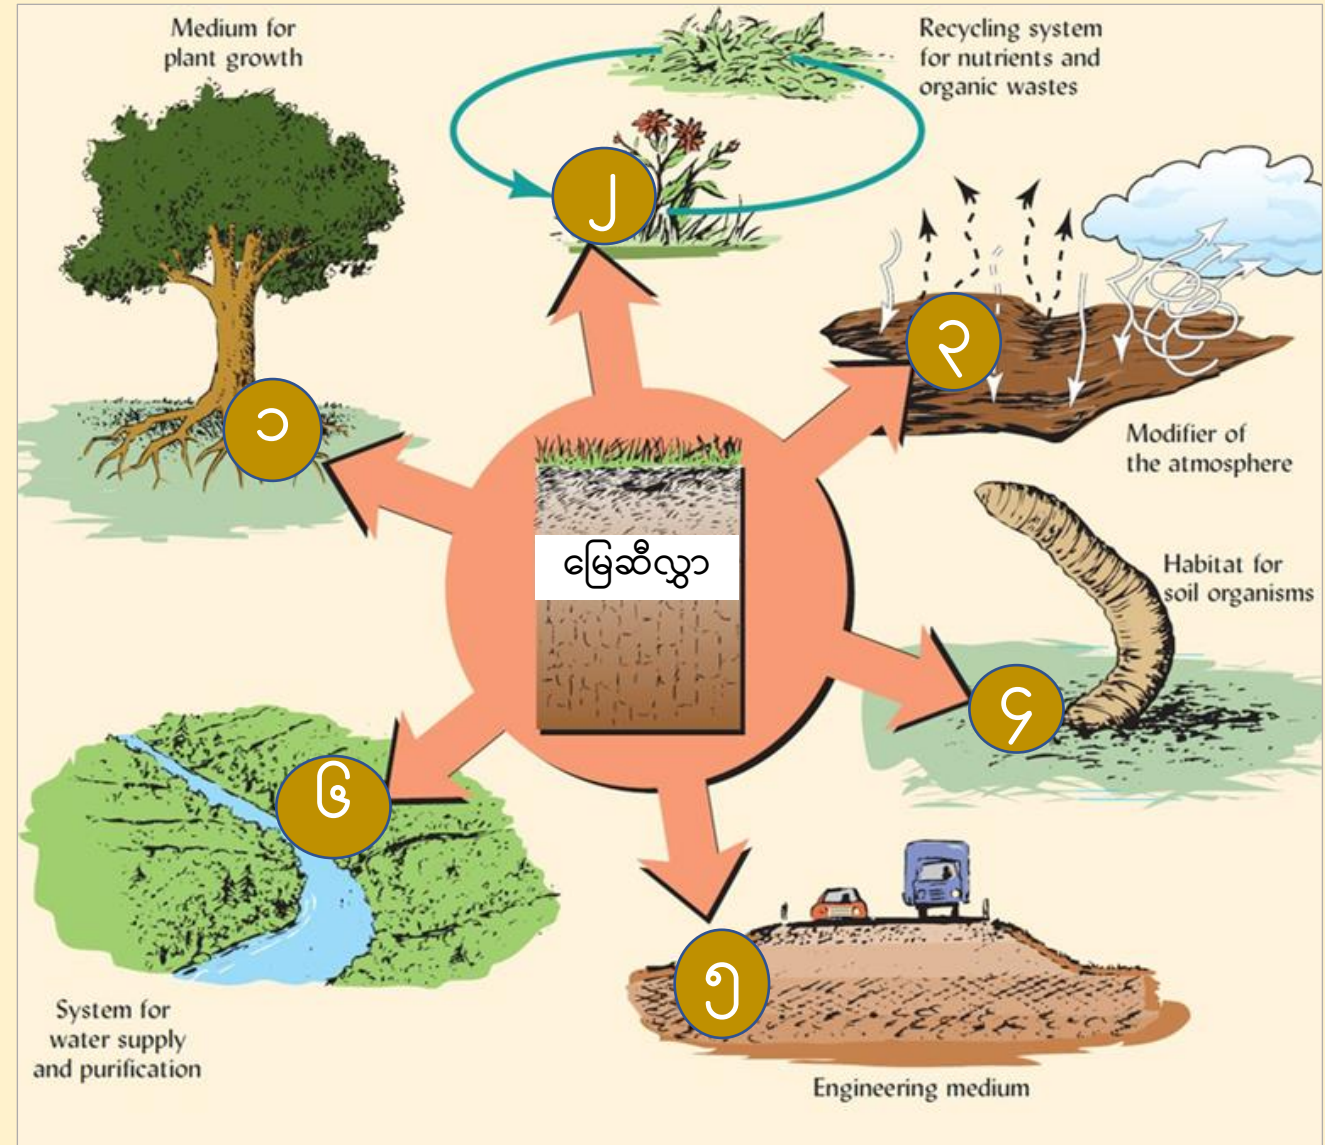 Medium for
plant growth
Recycling system
for nutrients and
organic wastes
၂
၃
၁
Modifier of
the atmosphere
မြေဆီလွှာ
Habitat for
soil organisms
၄
၆
၅
System for
water supply
and purification
Engineering medium